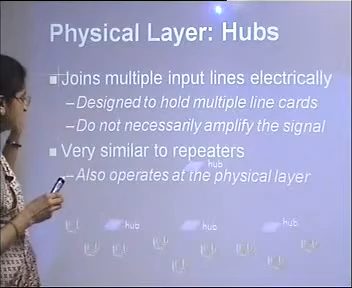 Physical Layer: Hubs
Joins multiple input lines electrically
–Designed to hold multiple line cards
–Do not necessarily amplify the signal
Very similar to repeaters
hub
–Also operates at the physical layer
hub
hub
hub